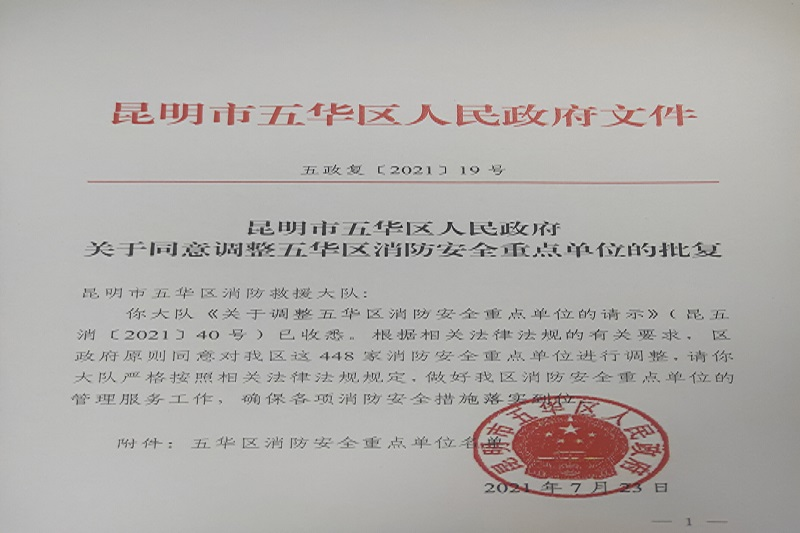 昆明市五华区人民政府文件
五政复〔2021〕19号
昆明市五华区人民政府
关于同意调整五华区消防安全重点单位的批复
昆明市五华区消防救援大队：
你大队《关于调整五华区消防安全重点单位的请示》（昆五
消〔2021〕40号）已收悉。根据相关法律法规的有关要求，区
政府原则同意对我区这448家消防安全重点单位进行调整，请你
大队严格按照相关法律法规规定，做好我区消防安全重点单位的
管理服务工作，确保各项消防安全措施落实到位。
附件：五华区消防安全重点单位名单
昆明市五华区人民政府
2021年7月23日
— 1 —